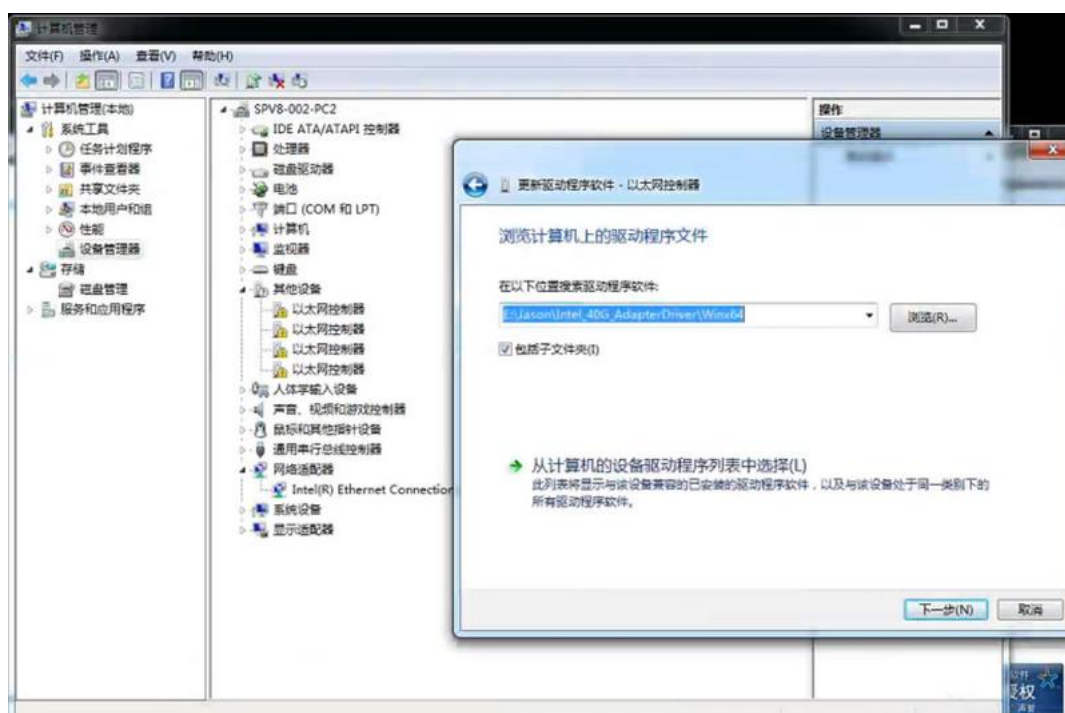 计算机管理
文件(F) 操作(A) 查看(V) 帮助(H)
计算机管理(本地)
系统工具
任务计划程序
事件查看器
共享文件夹
本地用户和组
性能
设备管理器
存储
磁盘管理
服务和应用程序
SPV8-002-PC2
IDE ATA/ATAPI 控制器
处理器
磁盘驱动器
电池
端口 (COM 和 LPT)
计算机
监视器
键盘
其他设备
以太网控制器
以太网控制器
以太网控制器
以太网控制器
人体学输入设备
声音、视频和游戏控制器
鼠标和其他指针设备
通用串行总线控制器
网络适配器
Intel(R) Ethernet Connection
系统设备
显示适配器
操作
设备管理器
更新驱动程序软件 - 以太网控制器
浏览计算机上的驱动程序文件
在以下位置搜索驱动程序软件:
E:\Jason\Intel_40G_AdapterDriver\Winx64
浏览(R)...
包括子文件夹(I)
从计算机的设备驱动程序列表中选择(L)
此列表将显示与该设备兼容的已安装的驱动程序软件，以及与该设备处于同一类别下的
所有驱动程序软件。
下一步(N) 取消